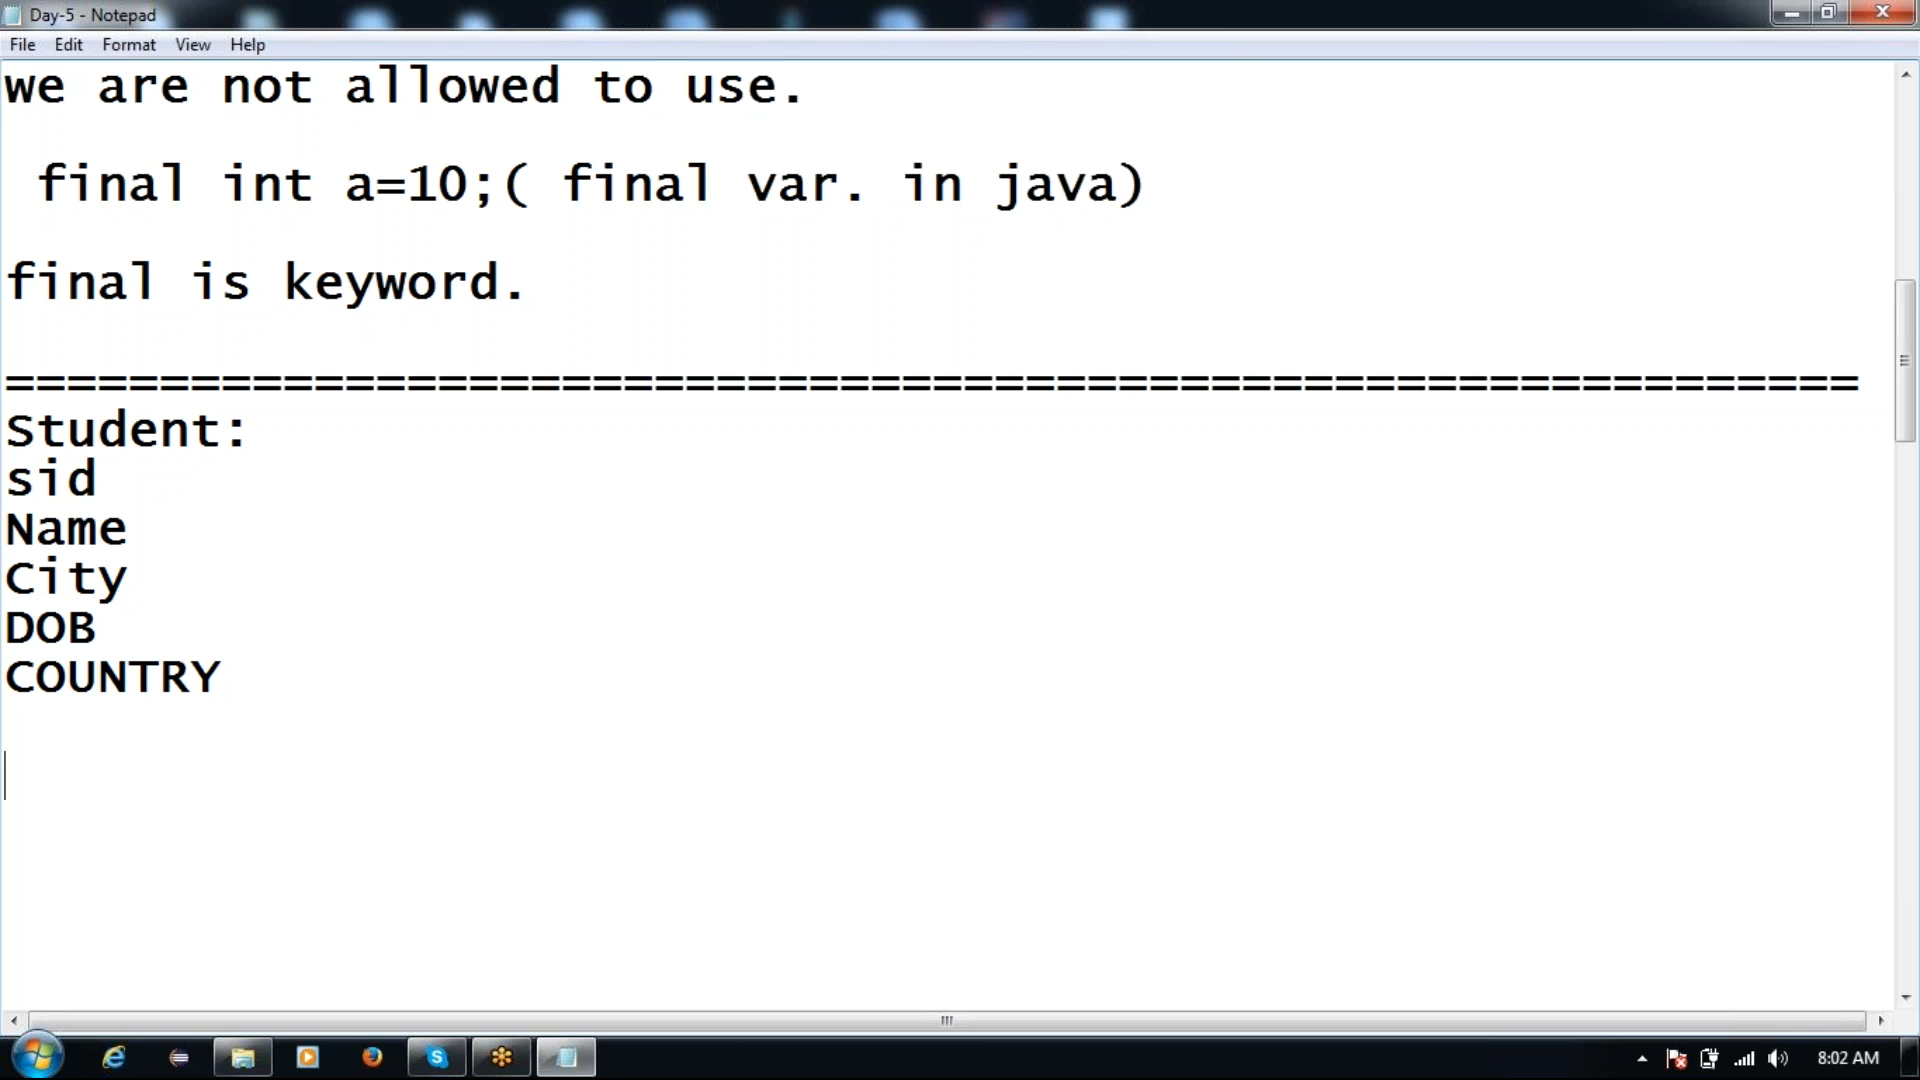 Day-5 - Notepad
File Edit Format View Help
we are not allowed to use.
final int a=10;( final var. in java)
final is keyword.
============================================================
Student:
sid
Name
City
DOB
COUNTRY
8:02 AM